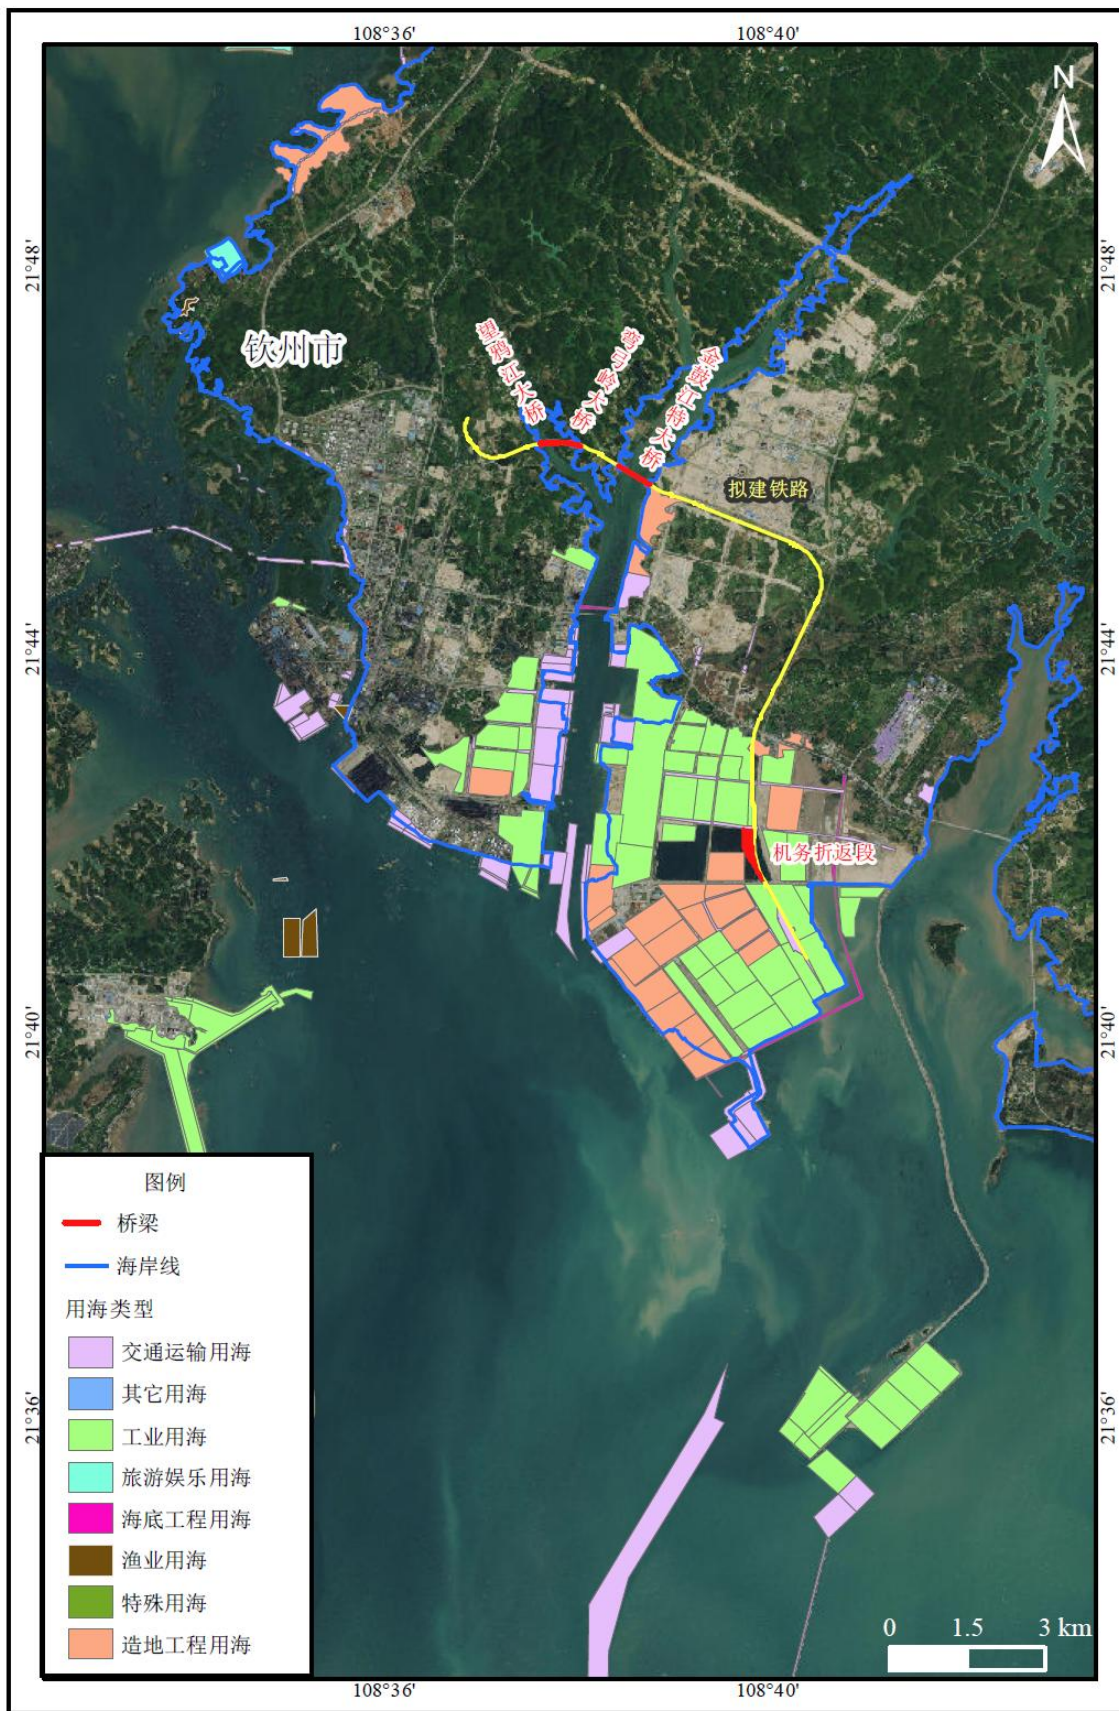 108°36'
108°40'
N
21°48'
21°48'
钦州市
望鸦江大桥
弯弓岭大桥
金鼓江特大桥
拟建铁路
21°44'
21°44'
机务折返段
21°40'
21°40'
图例
桥梁
海岸线
用海类型
交通运输用海
其它用海
工业用海
旅游娱乐用海
海底工程用海
渔业用海
特殊用海
造地工程用海
21°36'
21°36'
0 1.5 3 km
108°36'
108°40'